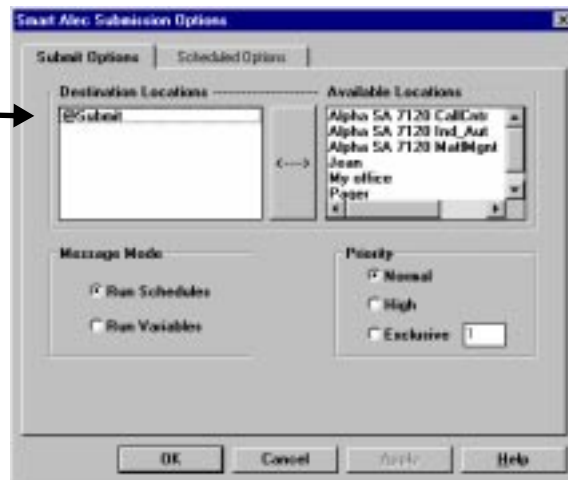 Smart Alec Submission Options
Submit Options
Scheduled Options
Destination Locations
Available Locations
@Submit
Alpha SA 7120 CallCntr
Alpha SA 7120 Ind_Aut
Alpha SA 7120 MatlMgnt
Joan
My office
Pager
<---->
Message Mode
Run Schedules
Run Variables
Priority
Normal
High
Exclusive 1
OK
Cancel
Apply
Help